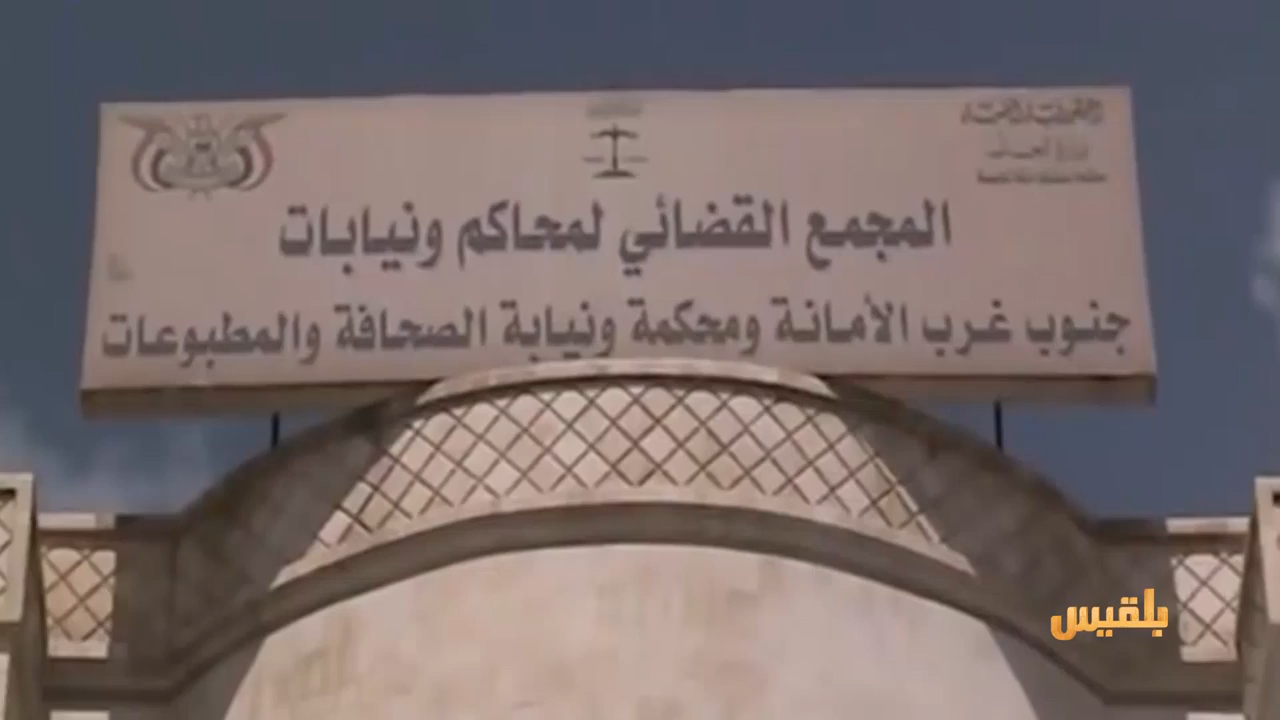 المجمع القضائي لمحاكم ونيابات
جنوب غرب الأمانة ومحكمة ونيابة الصحافة والمطبوعات
بلقيس